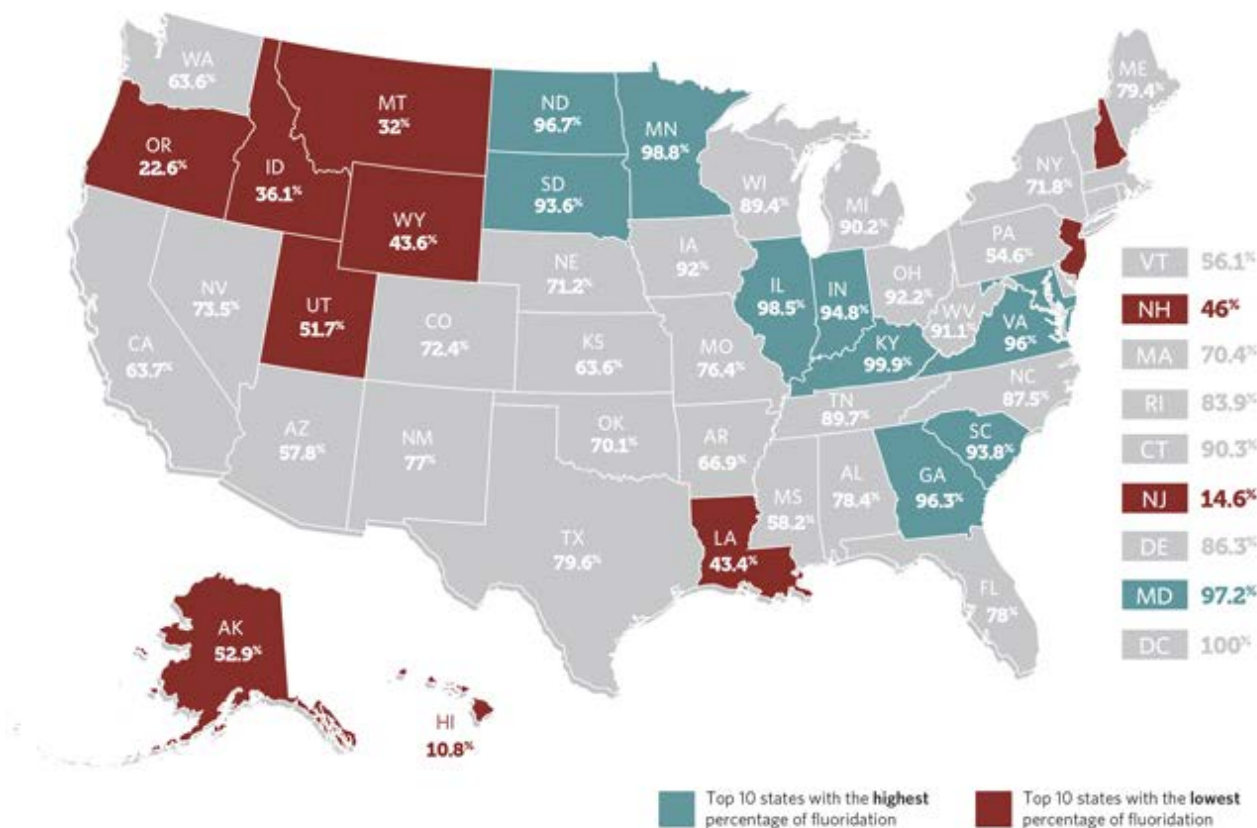 WA
63.6%
MT
32%
ND
96.7%
MN
98.8%
ME
79.4%
OR
22.6%
ID
36.1%
SD
93.6%
WI
89.4%
MI
90.2%
NY
71.8%
WY
43.6%
IA
92%
PA
54.6%
NE
71.2%
NV
73.5%
UT
51.7%
CO
72.4%
IL
98.5%
IN
94.8%
OH
92.2%
WV
91.1%
VA
96%
CA
63.7%
KS
63.6%
MO
76.4%
KY
99.9%
NC
87.5%
TN
89.7%
AZ
57.8%
NM
77%
OK
70.1%
AR
66.9%
SC
93.8%
MS
58.2%
AL
78.4%
GA
96.3%
TX
79.6%
LA
43.4%
FL
78%
AK
52.9%
HI
10.8%
VT 56.1%
NH 46%
MA 70.4%
RI 83.9%
CT 90.3%
NJ 14.6%
DE 86.3%
MD 97.2%
DC 100%
Top 10 states with the highest
percentage of fluoridation
Top 10 states with the lowest
percentage of fluoridation